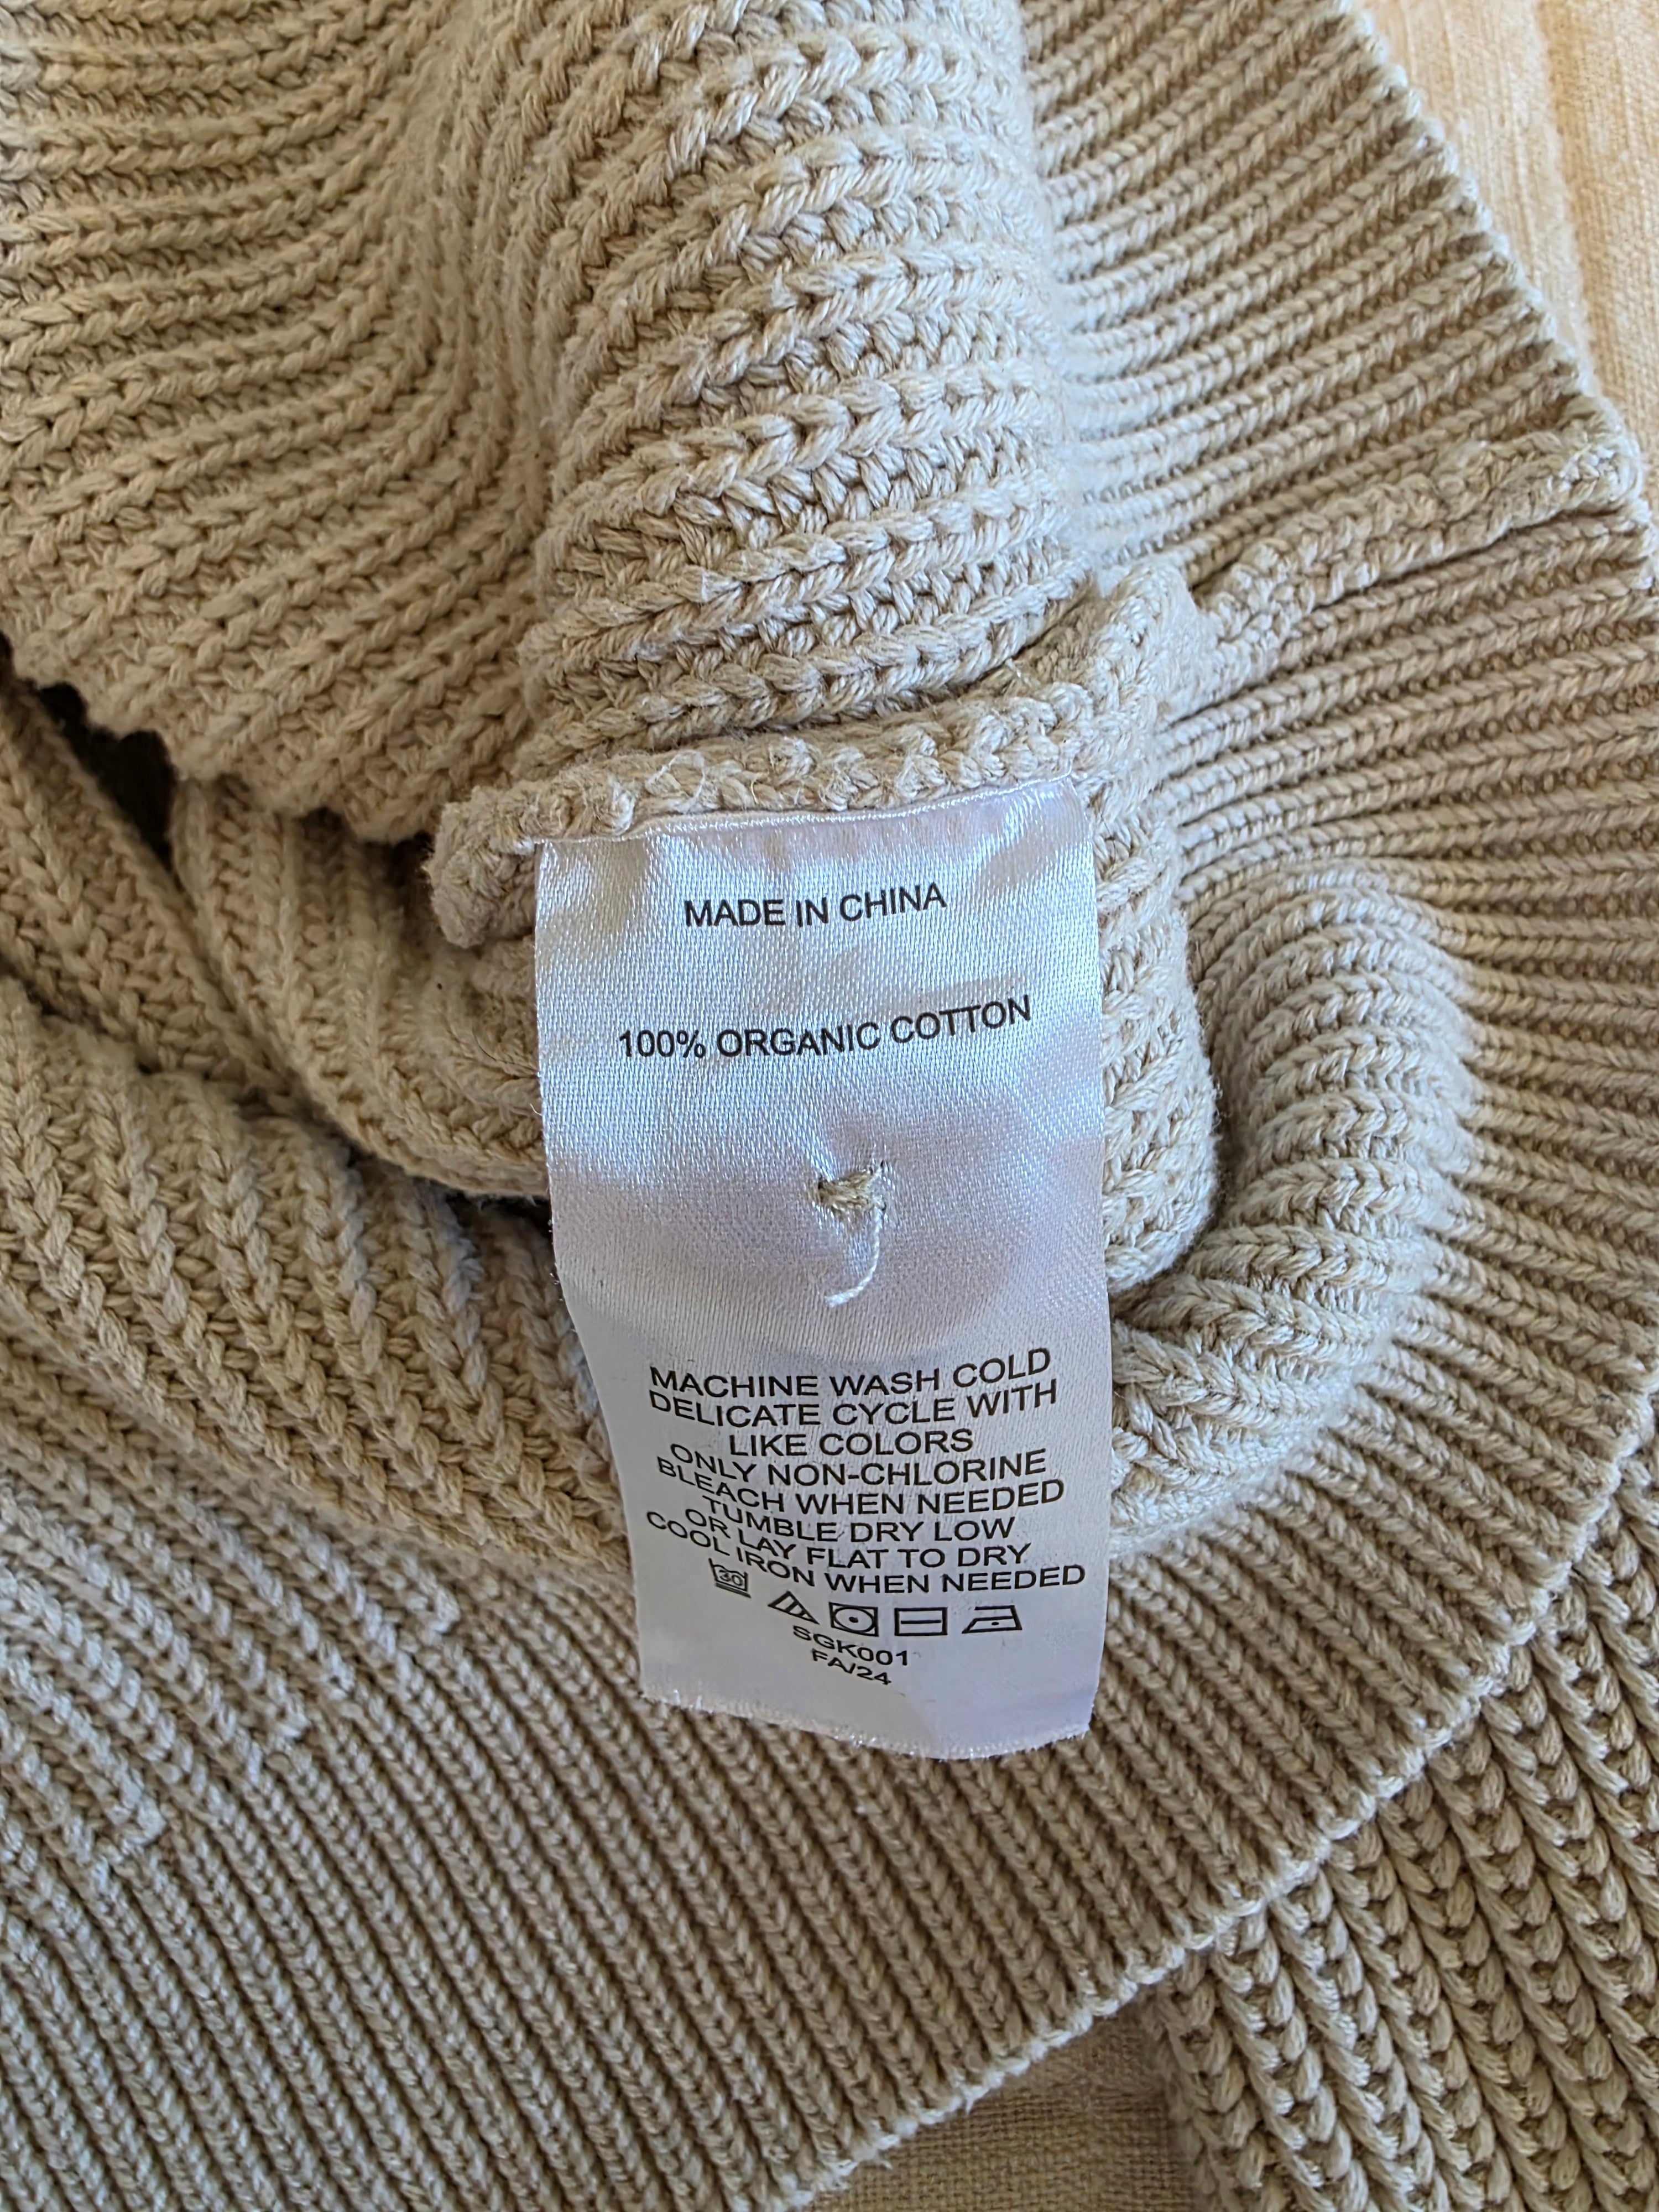 MADE IN CHINA
100% ORGANIC COTTON
MACHINE WASH COLD
DELICATE CYCLE WITH
LIKE COLORS
ONLY NON-CHLORINE
BLEACH WHEN NEEDED
TUMBLE DRY LOW
OR LAY FLAT TO DRY
COOL IRON WHEN NEEDED
30
SGK001
FA/24